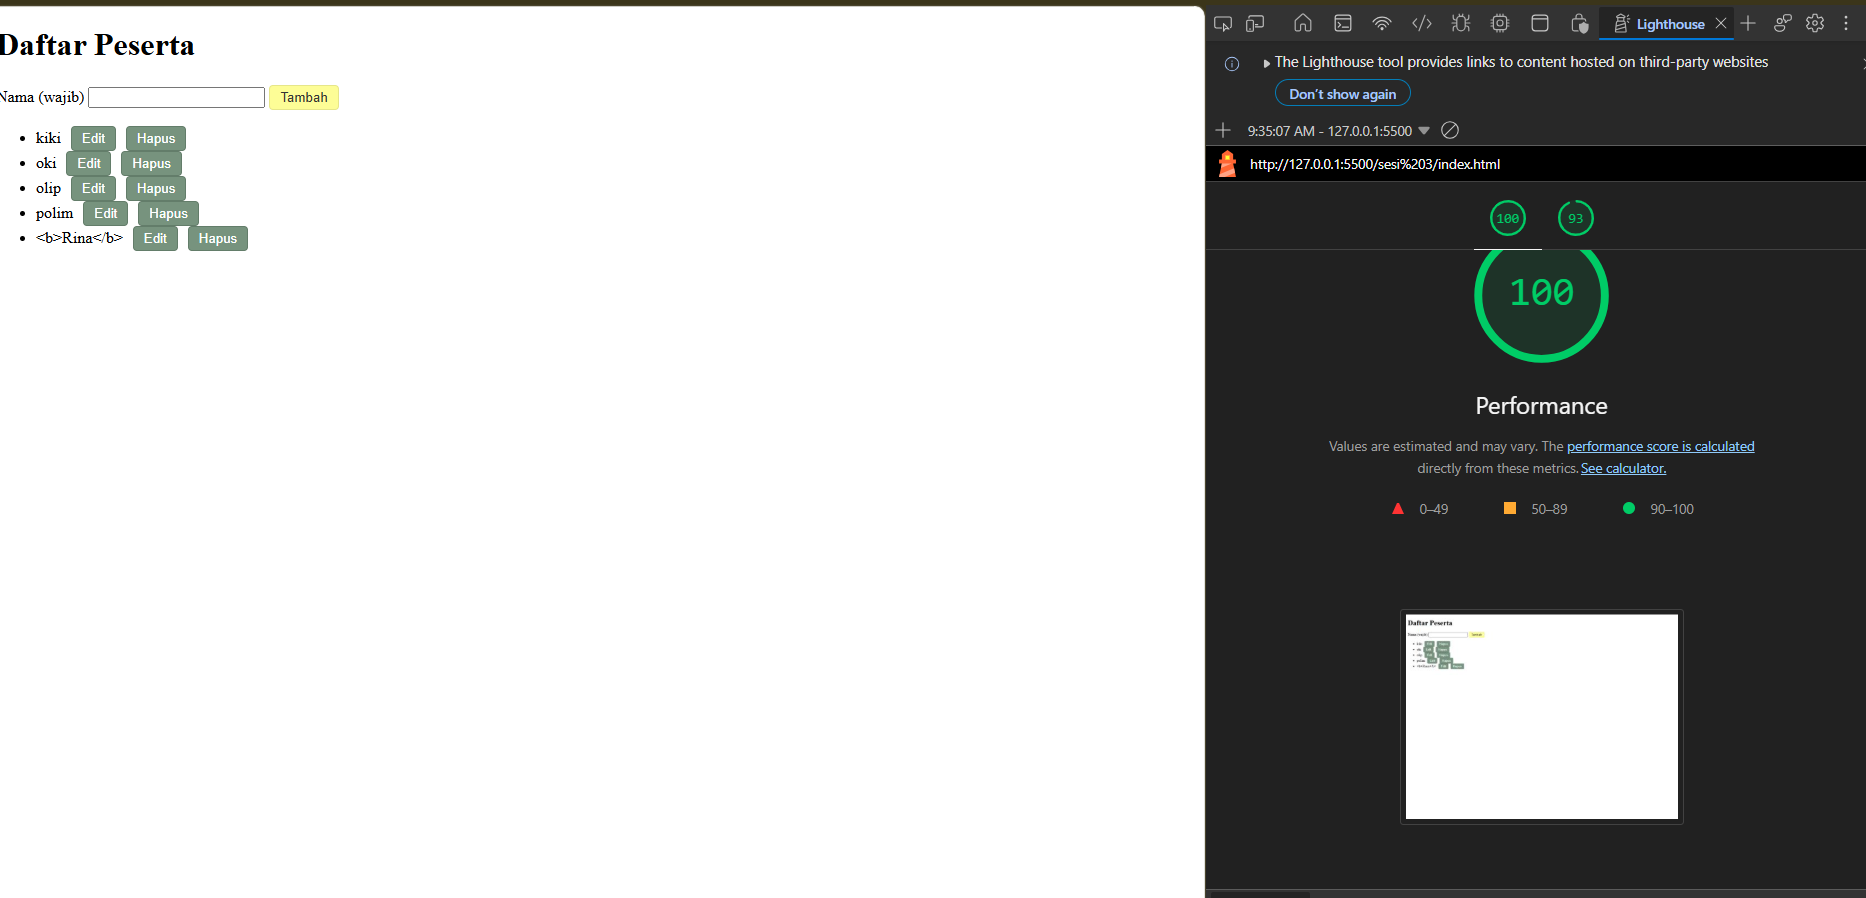 Daftar Peserta
Nama (wajib) Tambah
kiki Edit Hapus
oki Edit Hapus
olip Edit Hapus
polim Edit Hapus
<b>Rina</b> Edit Hapus
Lighthouse
The Lighthouse tool provides links to content hosted on third-party websites
Don't show again
9:35:07 AM - 127.0.0.1:5500
http://127.0.0.1:5500/sesi%203/index.html
100 93
100
Performance
Values are estimated and may vary. The performance score is calculated
directly from these metrics. See calculator.
0–49 50–89 90–100
Daftar Peserta